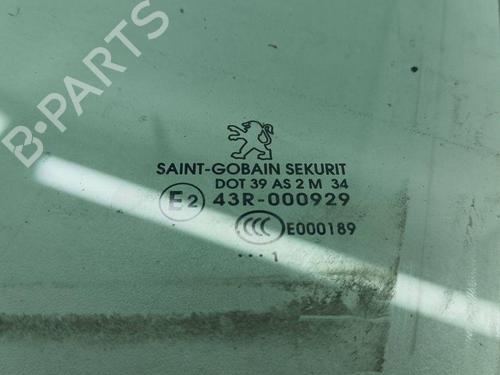 B-PARTS
SAINT-GOBAIN SEKURIT
DOT 39 AS 2 M 34
E2 43R-000929
CCC E000189
••• 1